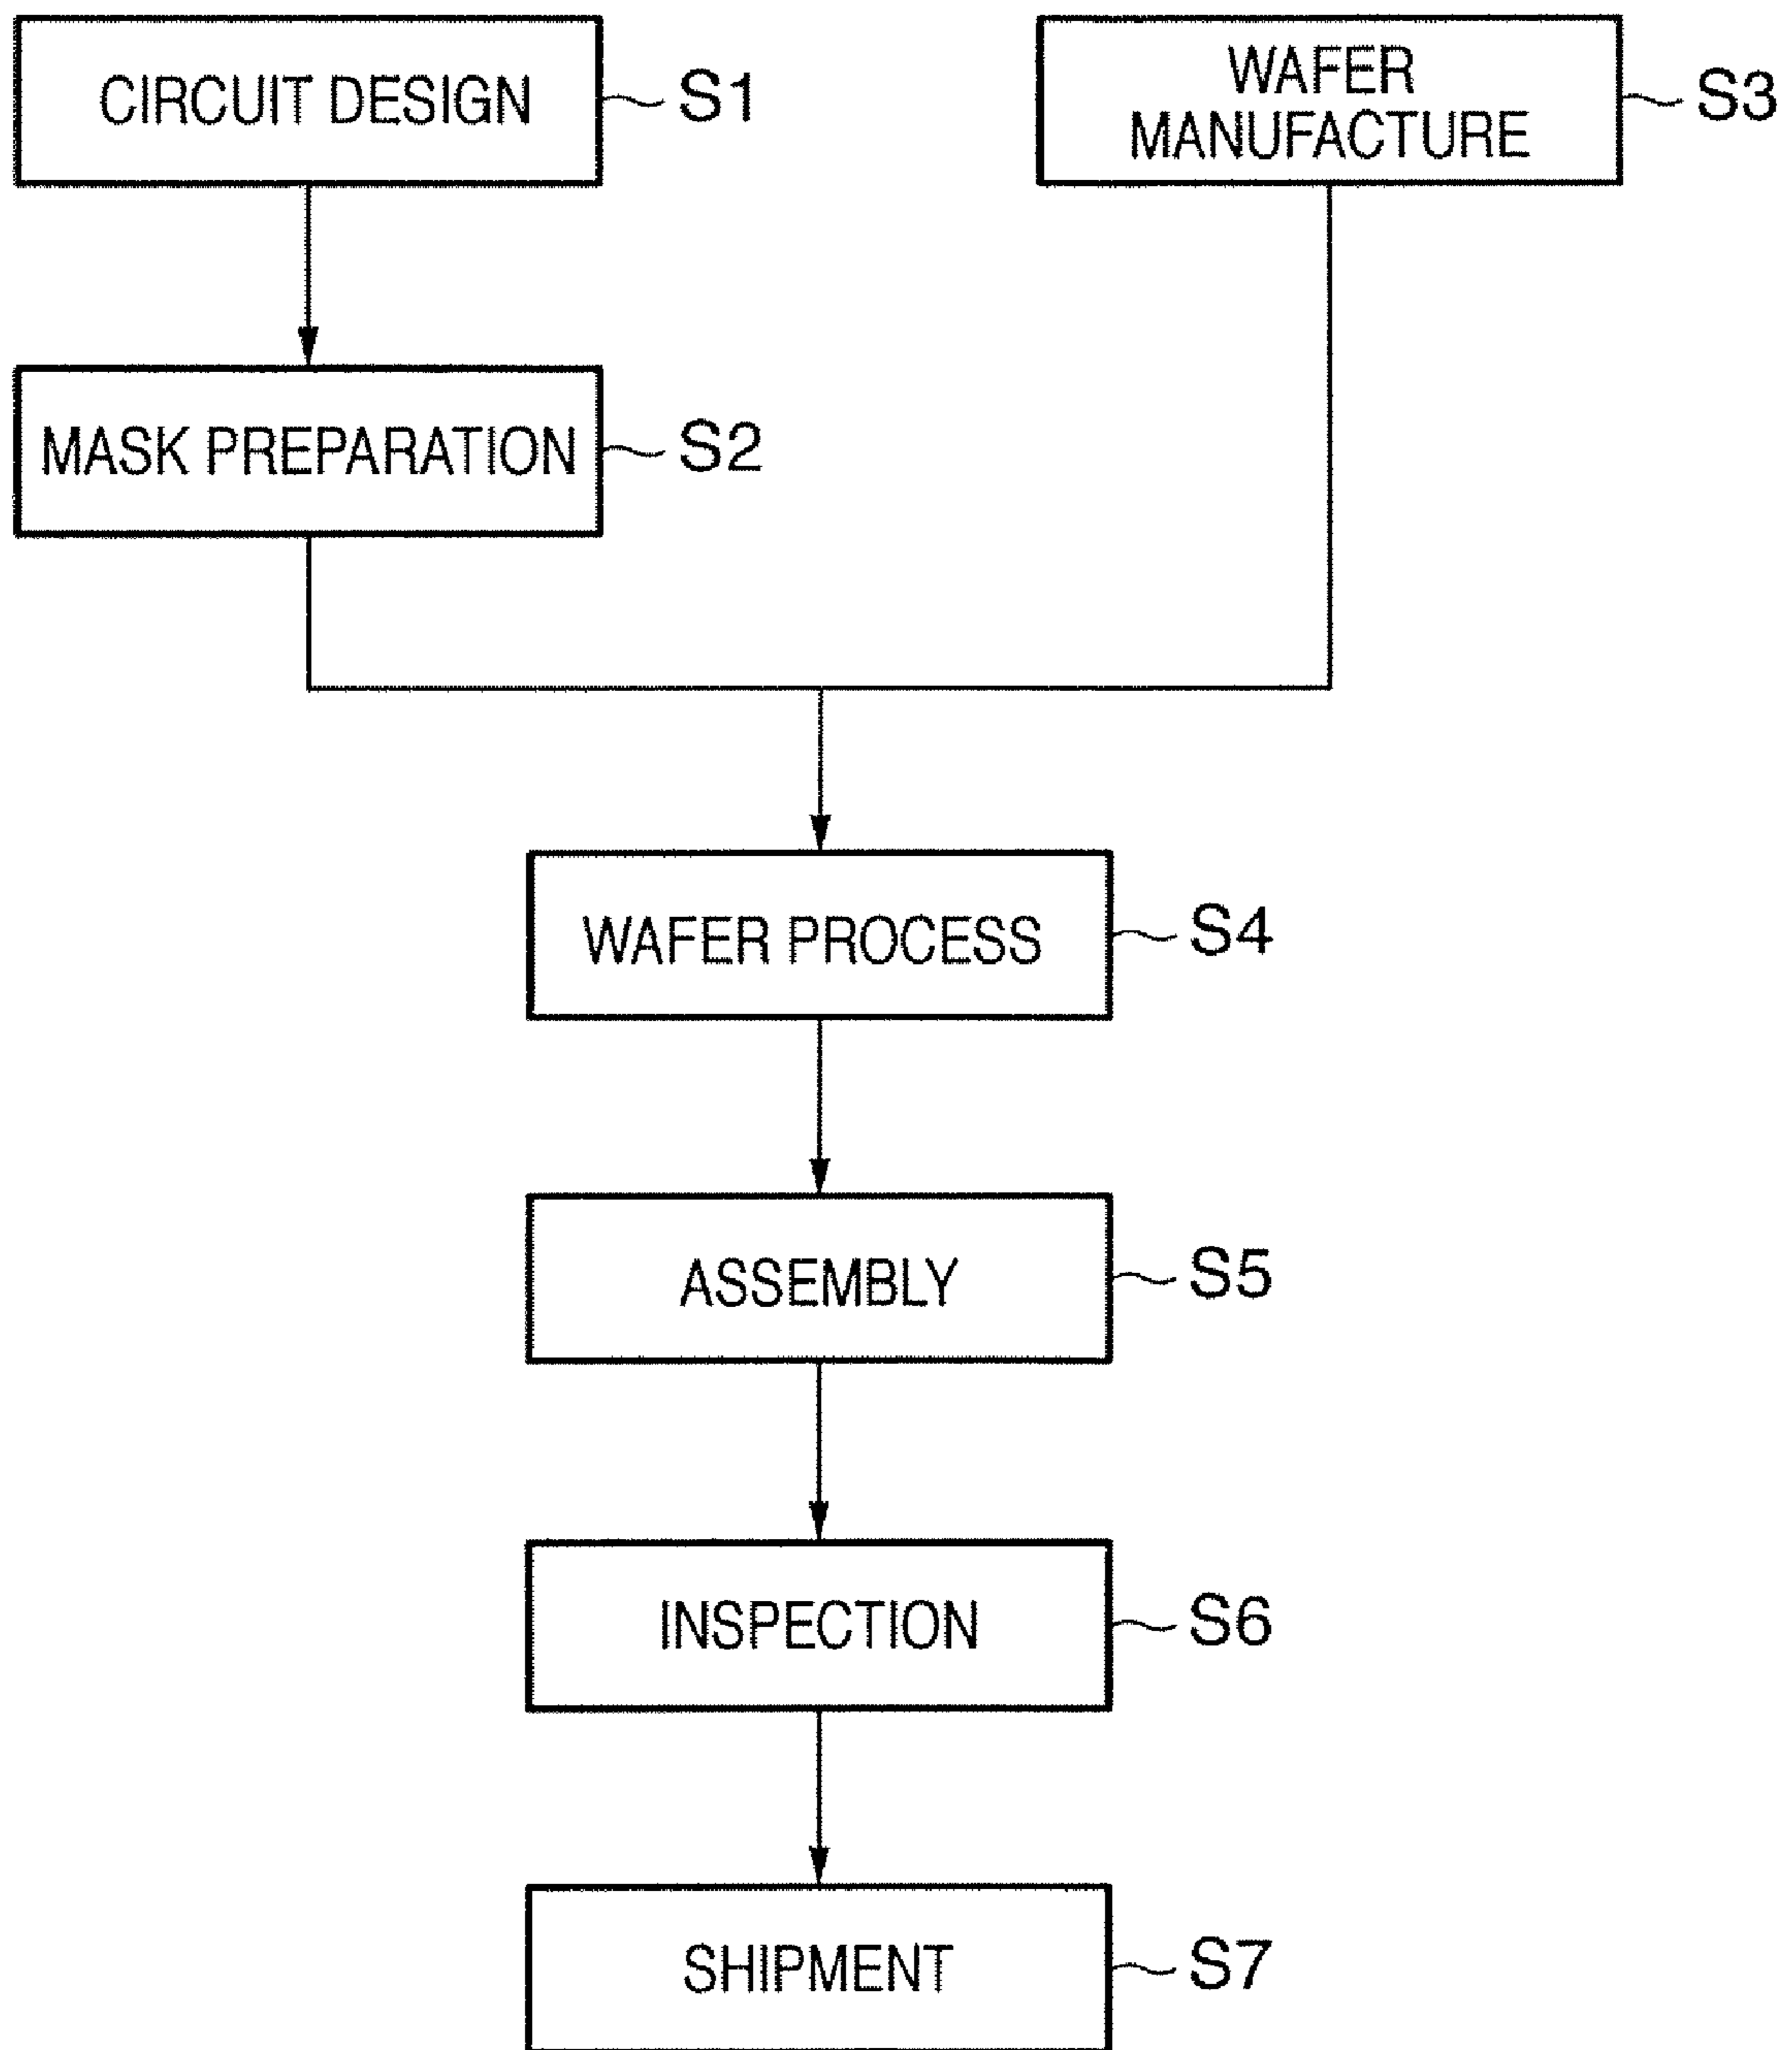 CIRCUIT DESIGN
S1
WAFER
MANUFACTURE
S3
MASK PREPARATION
S2
WAFER PROCESS
S4
ASSEMBLY
S5
INSPECTION
S6
SHIPMENT
S7